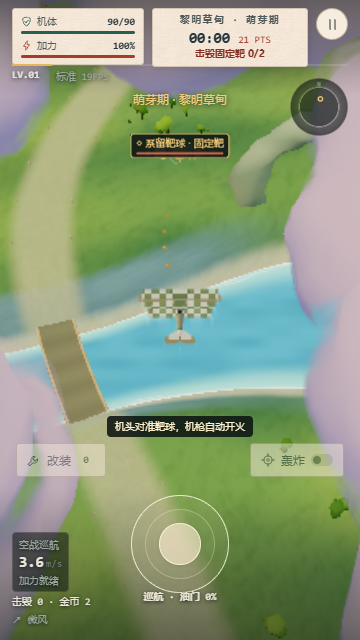 机体 90/90
加力 100%
黎明草甸 · 萌芽期
00:00 21 PTS
击毁固定靶 0/2
LV.01 标准 19FPS
萌芽期 · 黎明草甸
系留靶球 · 固定靶
机头对准靶球，机枪自动开火
改装 0
轰炸
空战巡航
3.6 m/s
加力就绪
巡航 · 油门 0%
击毁 0 · 金币 2
↗ 微风